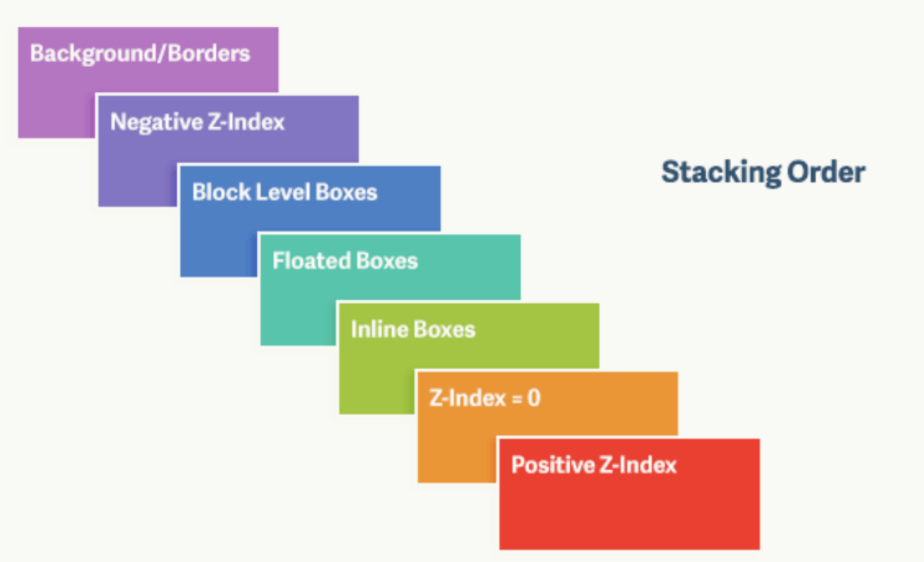 Background/Borders
Negative Z-Index
Stacking Order
Block Level Boxes
Floated Boxes
Inline Boxes
Z-Index = 0
Positive Z-Index